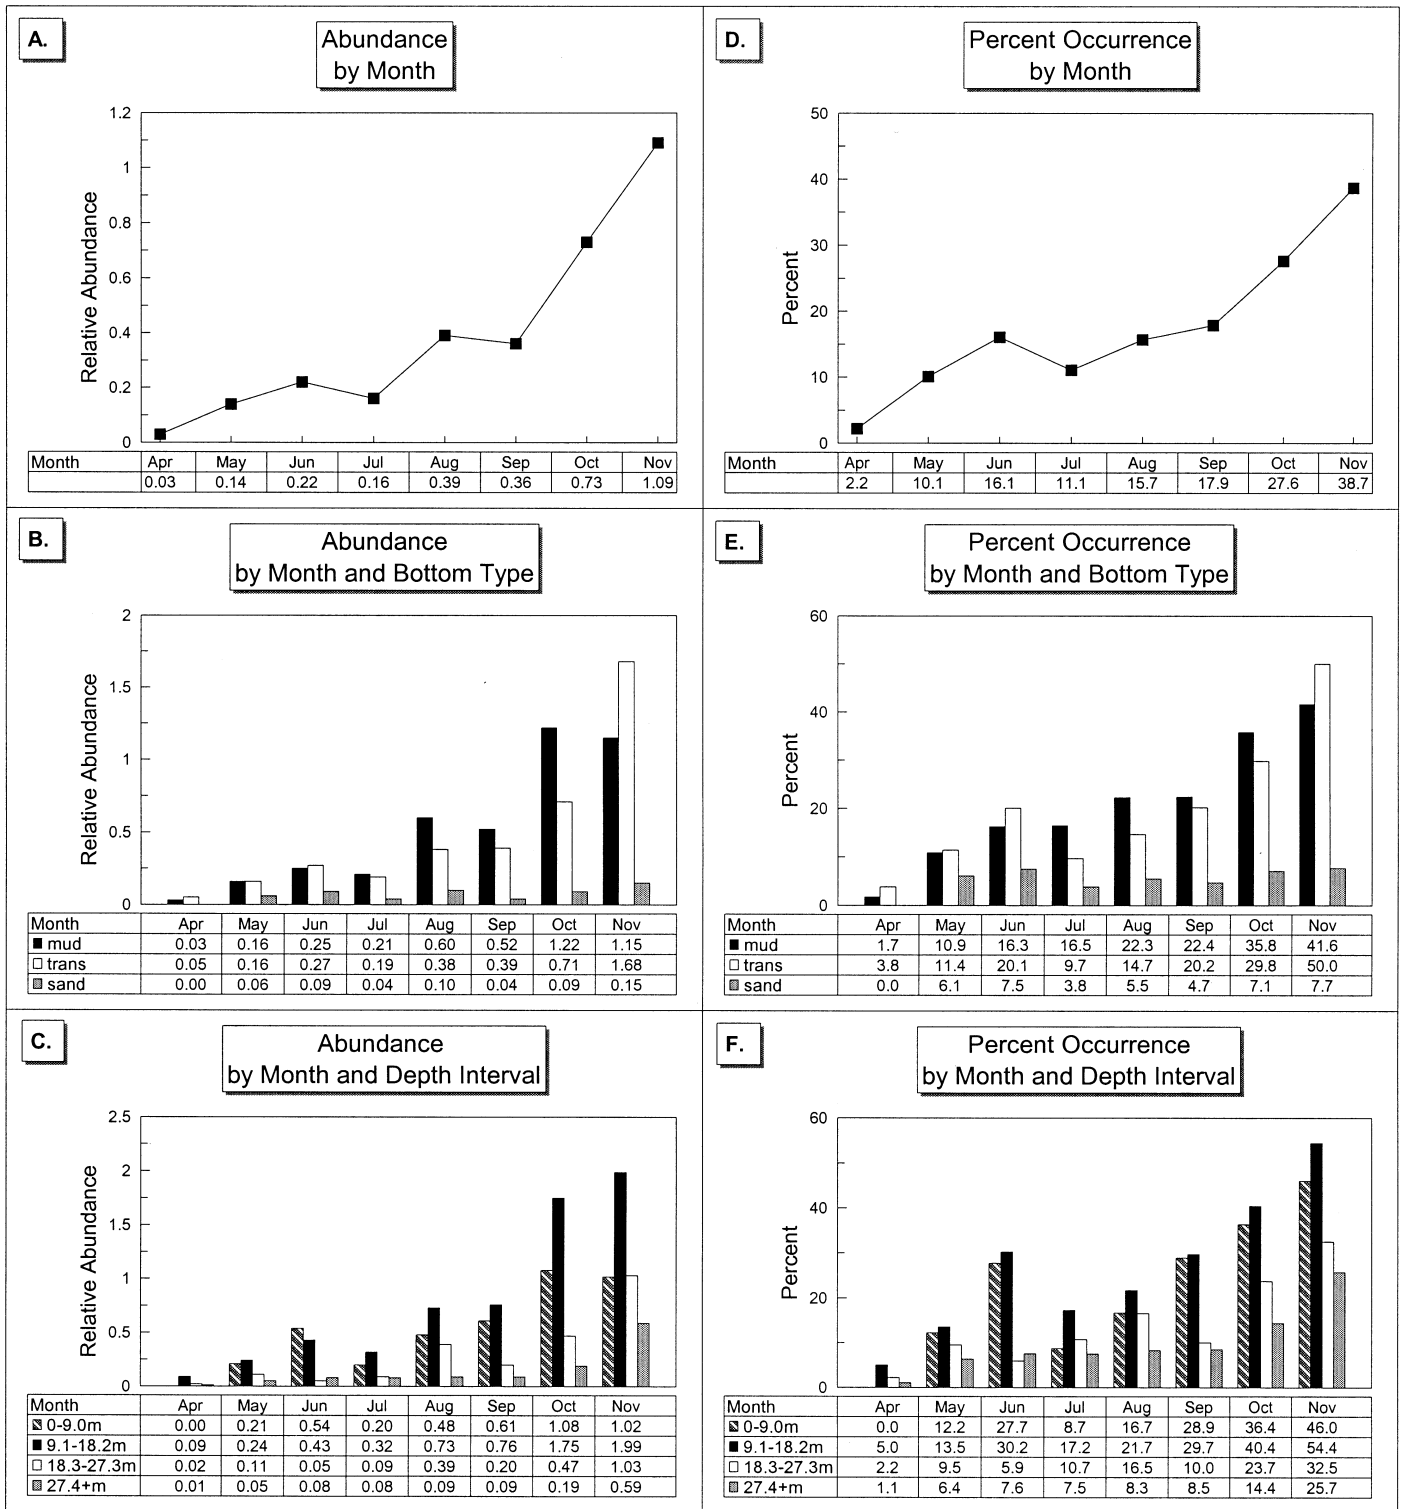 A.
Abundance
by Month
Relative Abundance
1.2
1
0.8
0.6
0.4
0.2
0
Month Apr May Jun Jul Aug Sep Oct Nov
0.03 0.14 0.22 0.16 0.39 0.36 0.73 1.09
D.
Percent Occurrence
by Month
Percent
50
40
30
20
10
0
Month Apr May Jun Jul Aug Sep Oct Nov
2.2 10.1 16.1 11.1 15.7 17.9 27.6 38.7
B.
Abundance
by Month and Bottom Type
Relative Abundance
2
1.5
1
0.5
0
Month Apr May Jun Jul Aug Sep Oct Nov
mud 0.03 0.16 0.25 0.21 0.60 0.52 1.22 1.15
trans 0.05 0.16 0.27 0.19 0.38 0.39 0.71 1.68
sand 0.00 0.06 0.09 0.04 0.10 0.04 0.09 0.15
E.
Percent Occurrence
by Month and Bottom Type
Percent
60
40
20
0
Month Apr May Jun Jul Aug Sep Oct Nov
mud 1.7 10.9 16.3 16.5 22.3 22.4 35.8 41.6
trans 3.8 11.4 20.1 9.7 14.7 20.2 29.8 50.0
sand 0.0 6.1 7.5 3.8 5.5 4.7 7.1 7.7
C.
Abundance
by Month and Depth Interval
Relative Abundance
2.5
2
1.5
1
0.5
0
Month Apr May Jun Jul Aug Sep Oct Nov
0-9.0m 0.00 0.21 0.54 0.20 0.48 0.61 1.08 1.02
9.1-18.2m 0.09 0.24 0.43 0.32 0.73 0.76 1.75 1.99
18.3-27.3m 0.02 0.11 0.05 0.09 0.39 0.20 0.47 1.03
27.4+m 0.01 0.05 0.08 0.08 0.09 0.09 0.19 0.59
F.
Percent Occurrence
by Month and Depth Interval
Percent
60
40
20
0
Month Apr May Jun Jul Aug Sep Oct Nov
0-9.0m 0.0 12.2 27.7 8.7 16.7 28.9 36.4 46.0
9.1-18.2m 5.0 13.5 30.2 17.2 21.7 29.7 40.4 54.4
18.3-27.3m 2.2 9.5 5.9 10.7 16.5 10.0 23.7 32.5
27.4+m 1.1 6.4 7.6 7.5 8.3 8.5 14.4 25.7